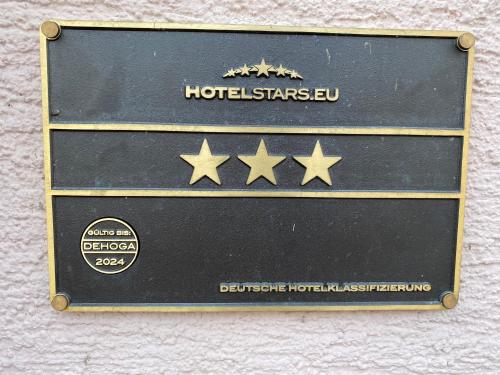 HOTELSTARS.EU
GÜLTIG BIS:
DEHOGA
2024
DEUTSCHE HOTELKLASSIFIZIERUNG